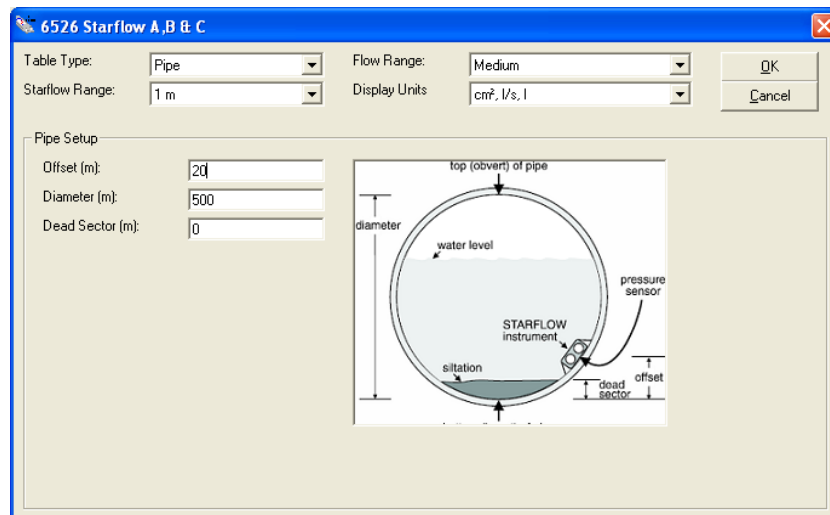 6526 Starflow A,B & C
Table Type: Pipe Flow Range: Medium OK
Starflow Range: 1 m Display Units cm², l/s, l Cancel
Pipe Setup
Offset (m): 20
Diameter (m): 500
Dead Sector (m): 0
top (obvert) of pipe
diameter
water level
pressure
sensor
STARFLOW
instrument
siltation
offset
dead
sector